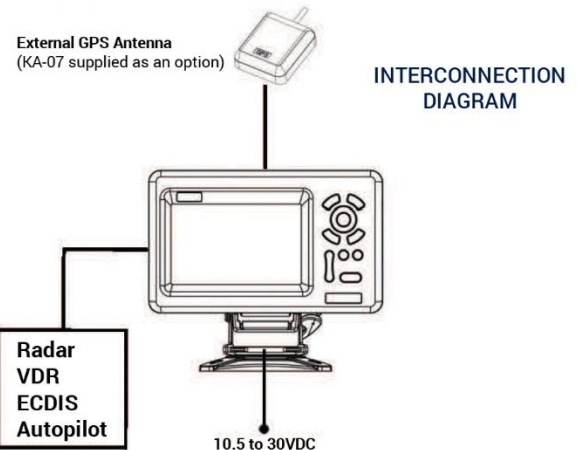 External GPS Antenna
(KA-07 supplied as an option)
INTERCONNECTION
DIAGRAM
Radar
VDR
ECDIS
Autopilot
10.5 to 30VDC